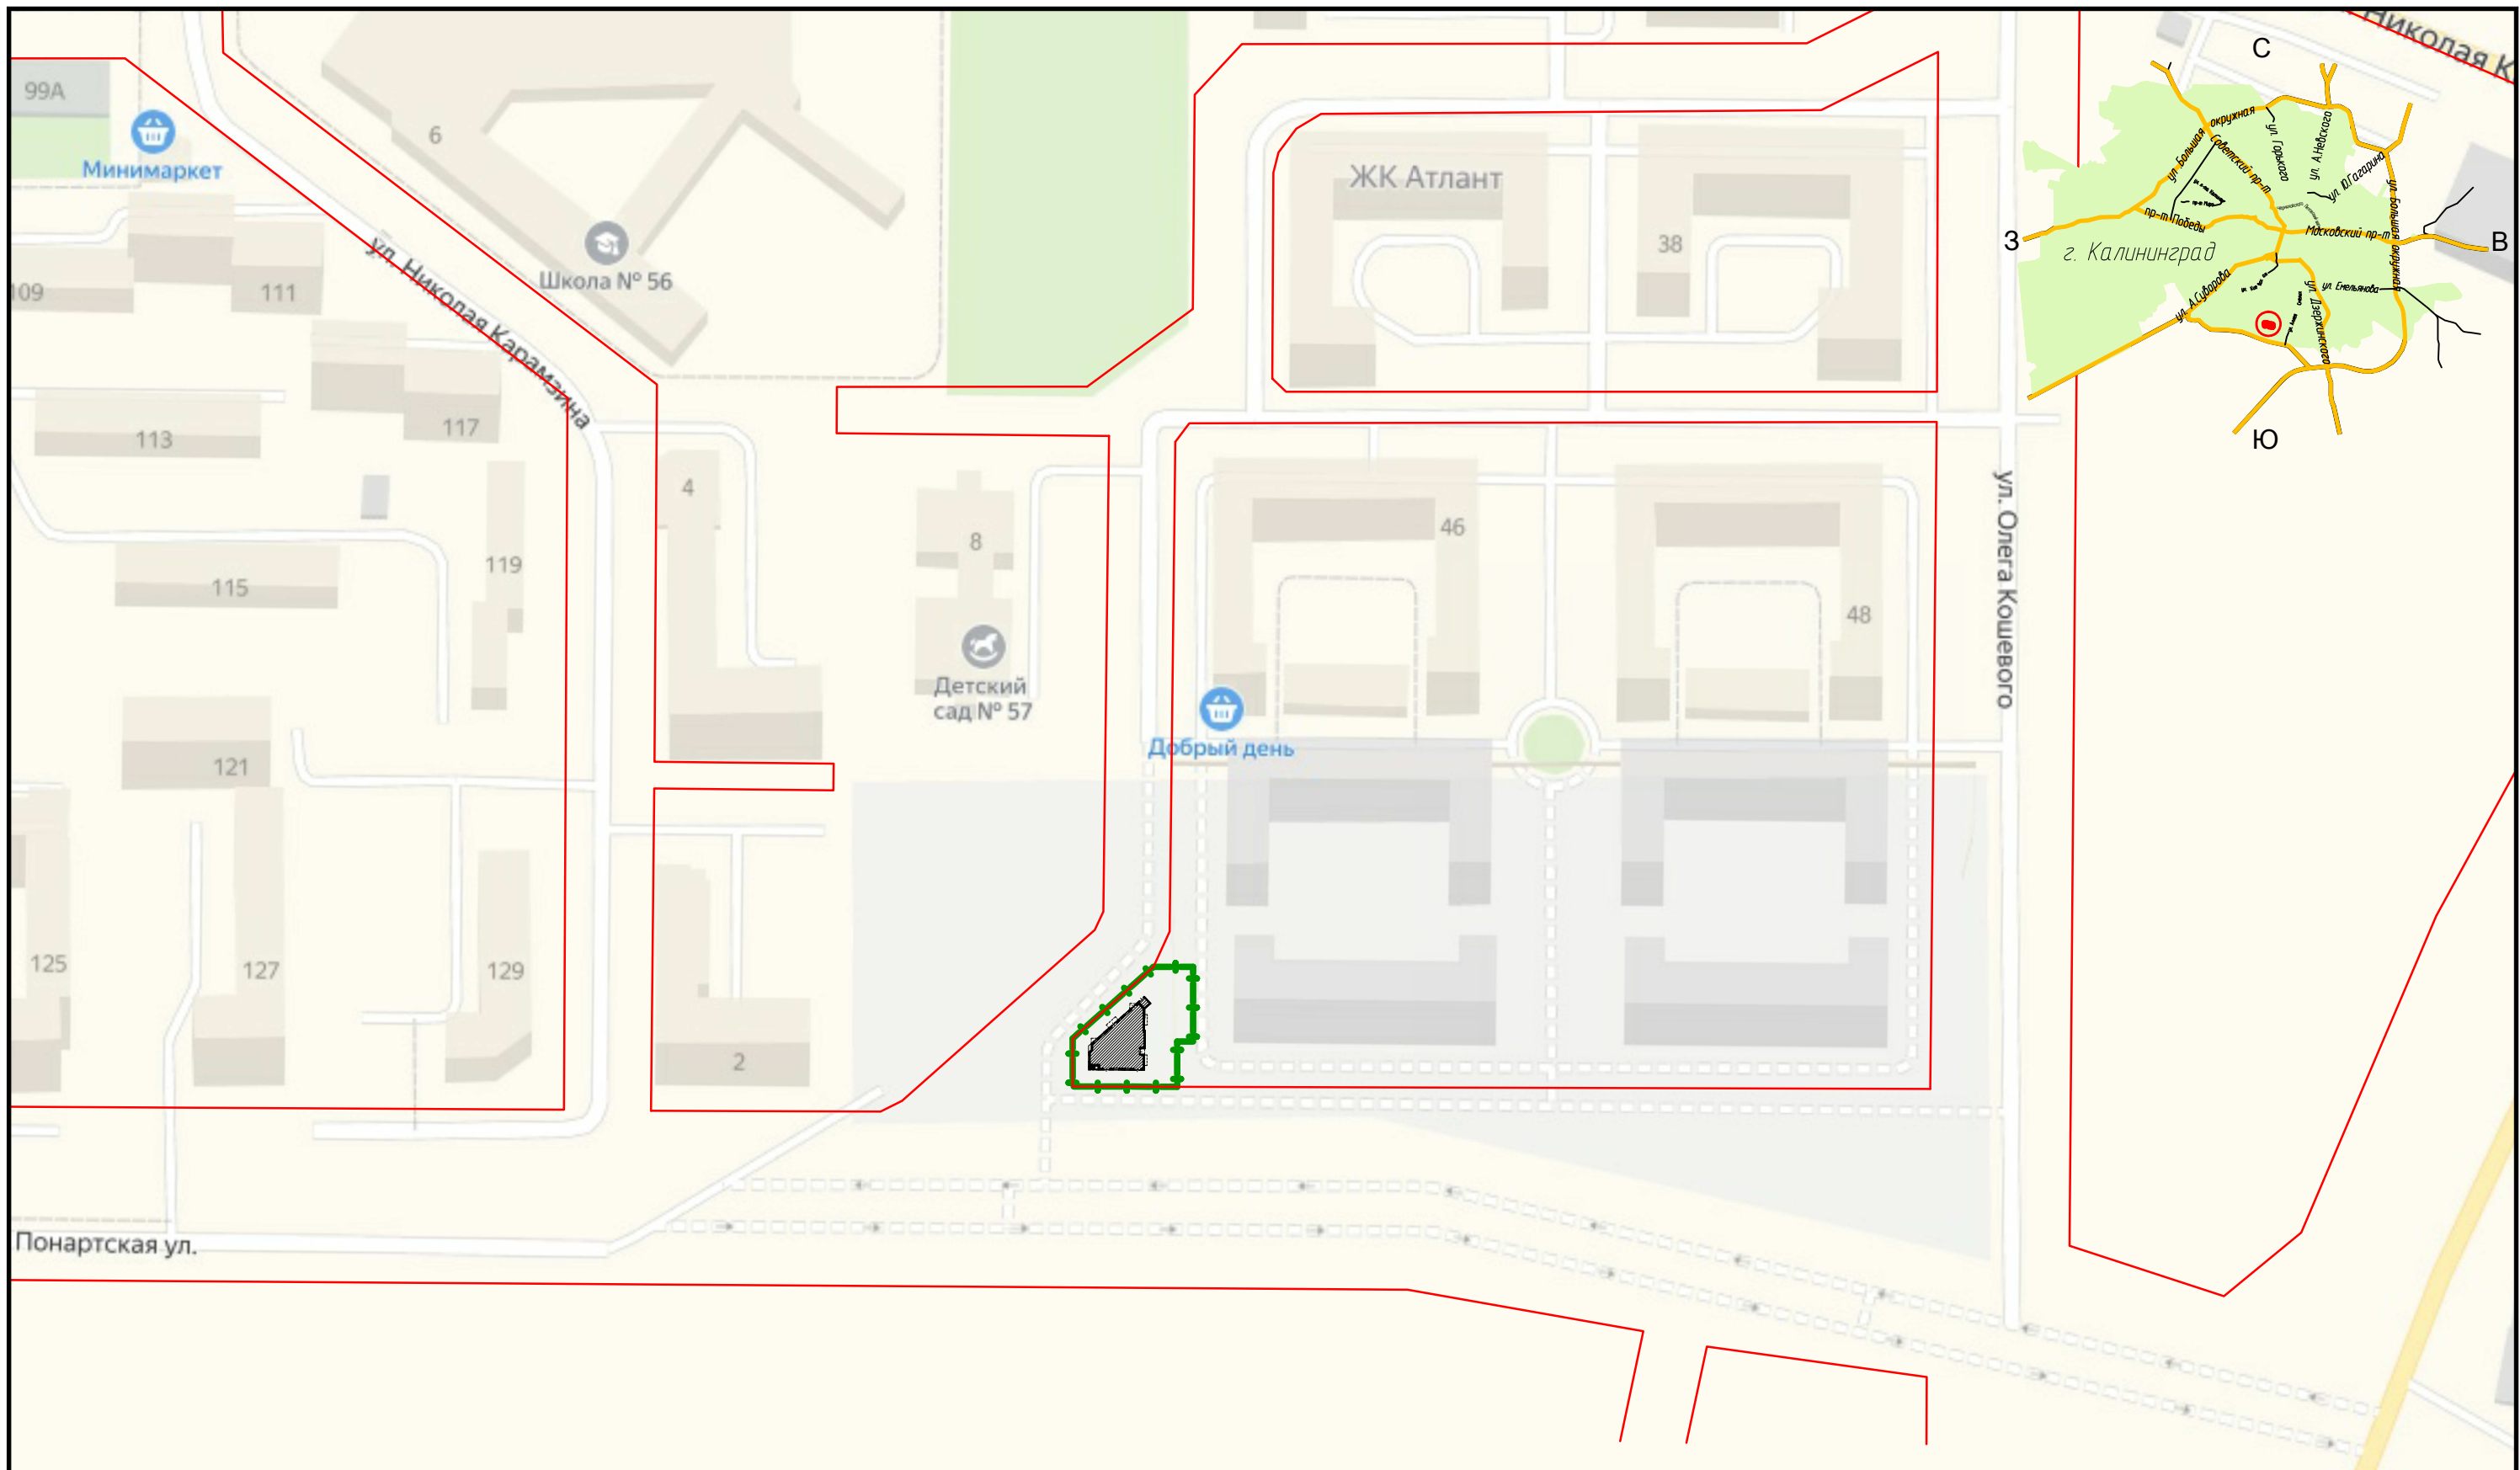 Николая К
С
99А
Минимаркет
6
ЖК Атлант
38
Школа № 56
ул. Николая Карамзина
109
111
113
117
4
8
46
48
119
115
Детский
сад № 57
Добрый день
ул. Олега Кошевого
121
125
127
129
2
Понартская ул.
ул. Большая окружная
Советский пр-т
ул. Горького
ул. А.Невского
ул. Ю.Гагарина
ул. Большая окружная
пр-т Победы
Московский пр-т
З
В
г. Калининград
ул. А.Суворова
ул. Емельянова
ул. Дзержинского
Ю